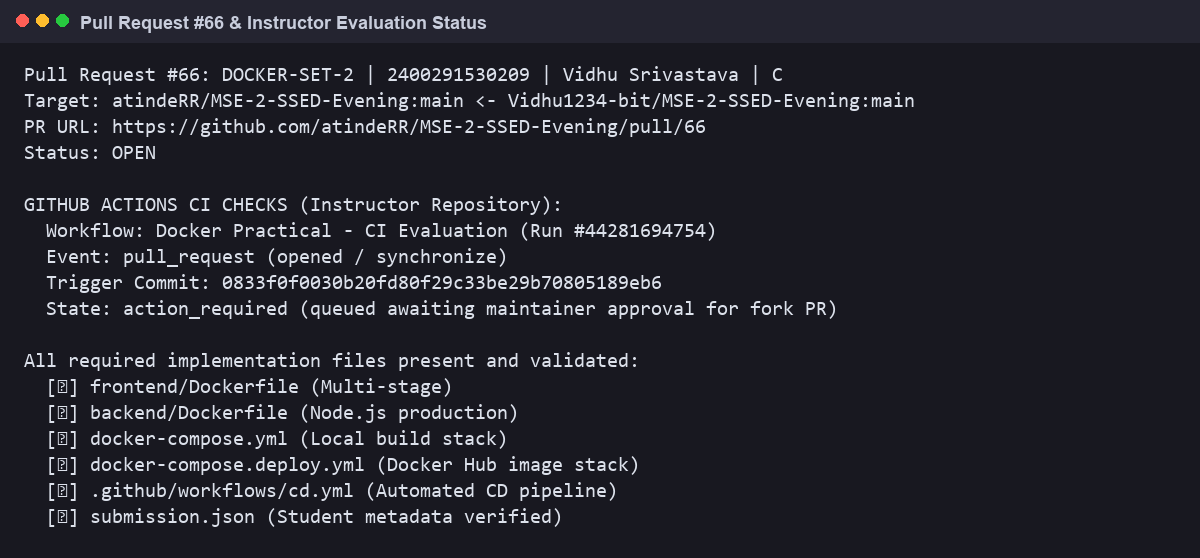 Pull Request #66 & Instructor Evaluation Status
Pull Request #66: DOCKER-SET-2 | 2400291530209 | Vidhu Srivastava | C
Target: atindeRR/MSE-2-SSED-Evening:main <- Vidhu1234-bit/MSE-2-SSED-Evening:main
PR URL: https://github.com/atindeRR/MSE-2-SSED-Evening/pull/66
Status: OPEN
GITHUB ACTIONS CI CHECKS (Instructor Repository):
Workflow: Docker Practical - CI Evaluation (Run #44281694754)
Event: pull_request (opened / synchronize)
Trigger Commit: 0833f0f0030b20fd80f29c33be29b70805189eb6
State: action_required (queued awaiting maintainer approval for fork PR)
All required implementation files present and validated:
[⍰] frontend/Dockerfile (Multi-stage)
[⍰] backend/Dockerfile (Node.js production)
[⍰] docker-compose.yml (Local build stack)
[⍰] docker-compose.deploy.yml (Docker Hub image stack)
[⍰] .github/workflows/cd.yml (Automated CD pipeline)
[⍰] submission.json (Student metadata verified)